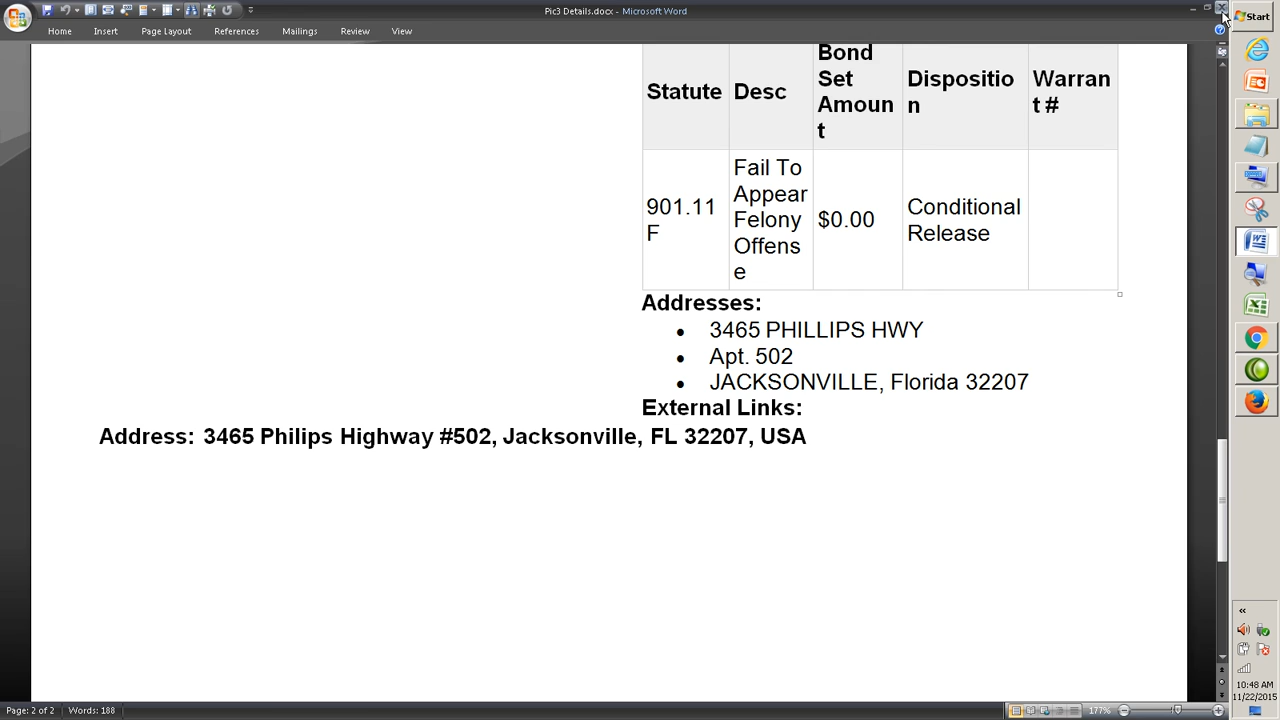 Pic3 Details.docx - Microsoft Word
Start
Home Insert Page Layout References Mailings Review View
Statute Desc Bond Set Amoun t Dispositio n Warran t #
901.11 F Fail To Appear Felony Offens e $0.00 Conditional Release
Addresses:
• 3465 PHILLIPS HWY
• Apt. 502
• JACKSONVILLE, Florida 32207
External Links:
Address: 3465 Philips Highway #502, Jacksonville, FL 32207, USA
10:48 AM
11/22/2015
Page: 2 of 2 Words: 188 177%